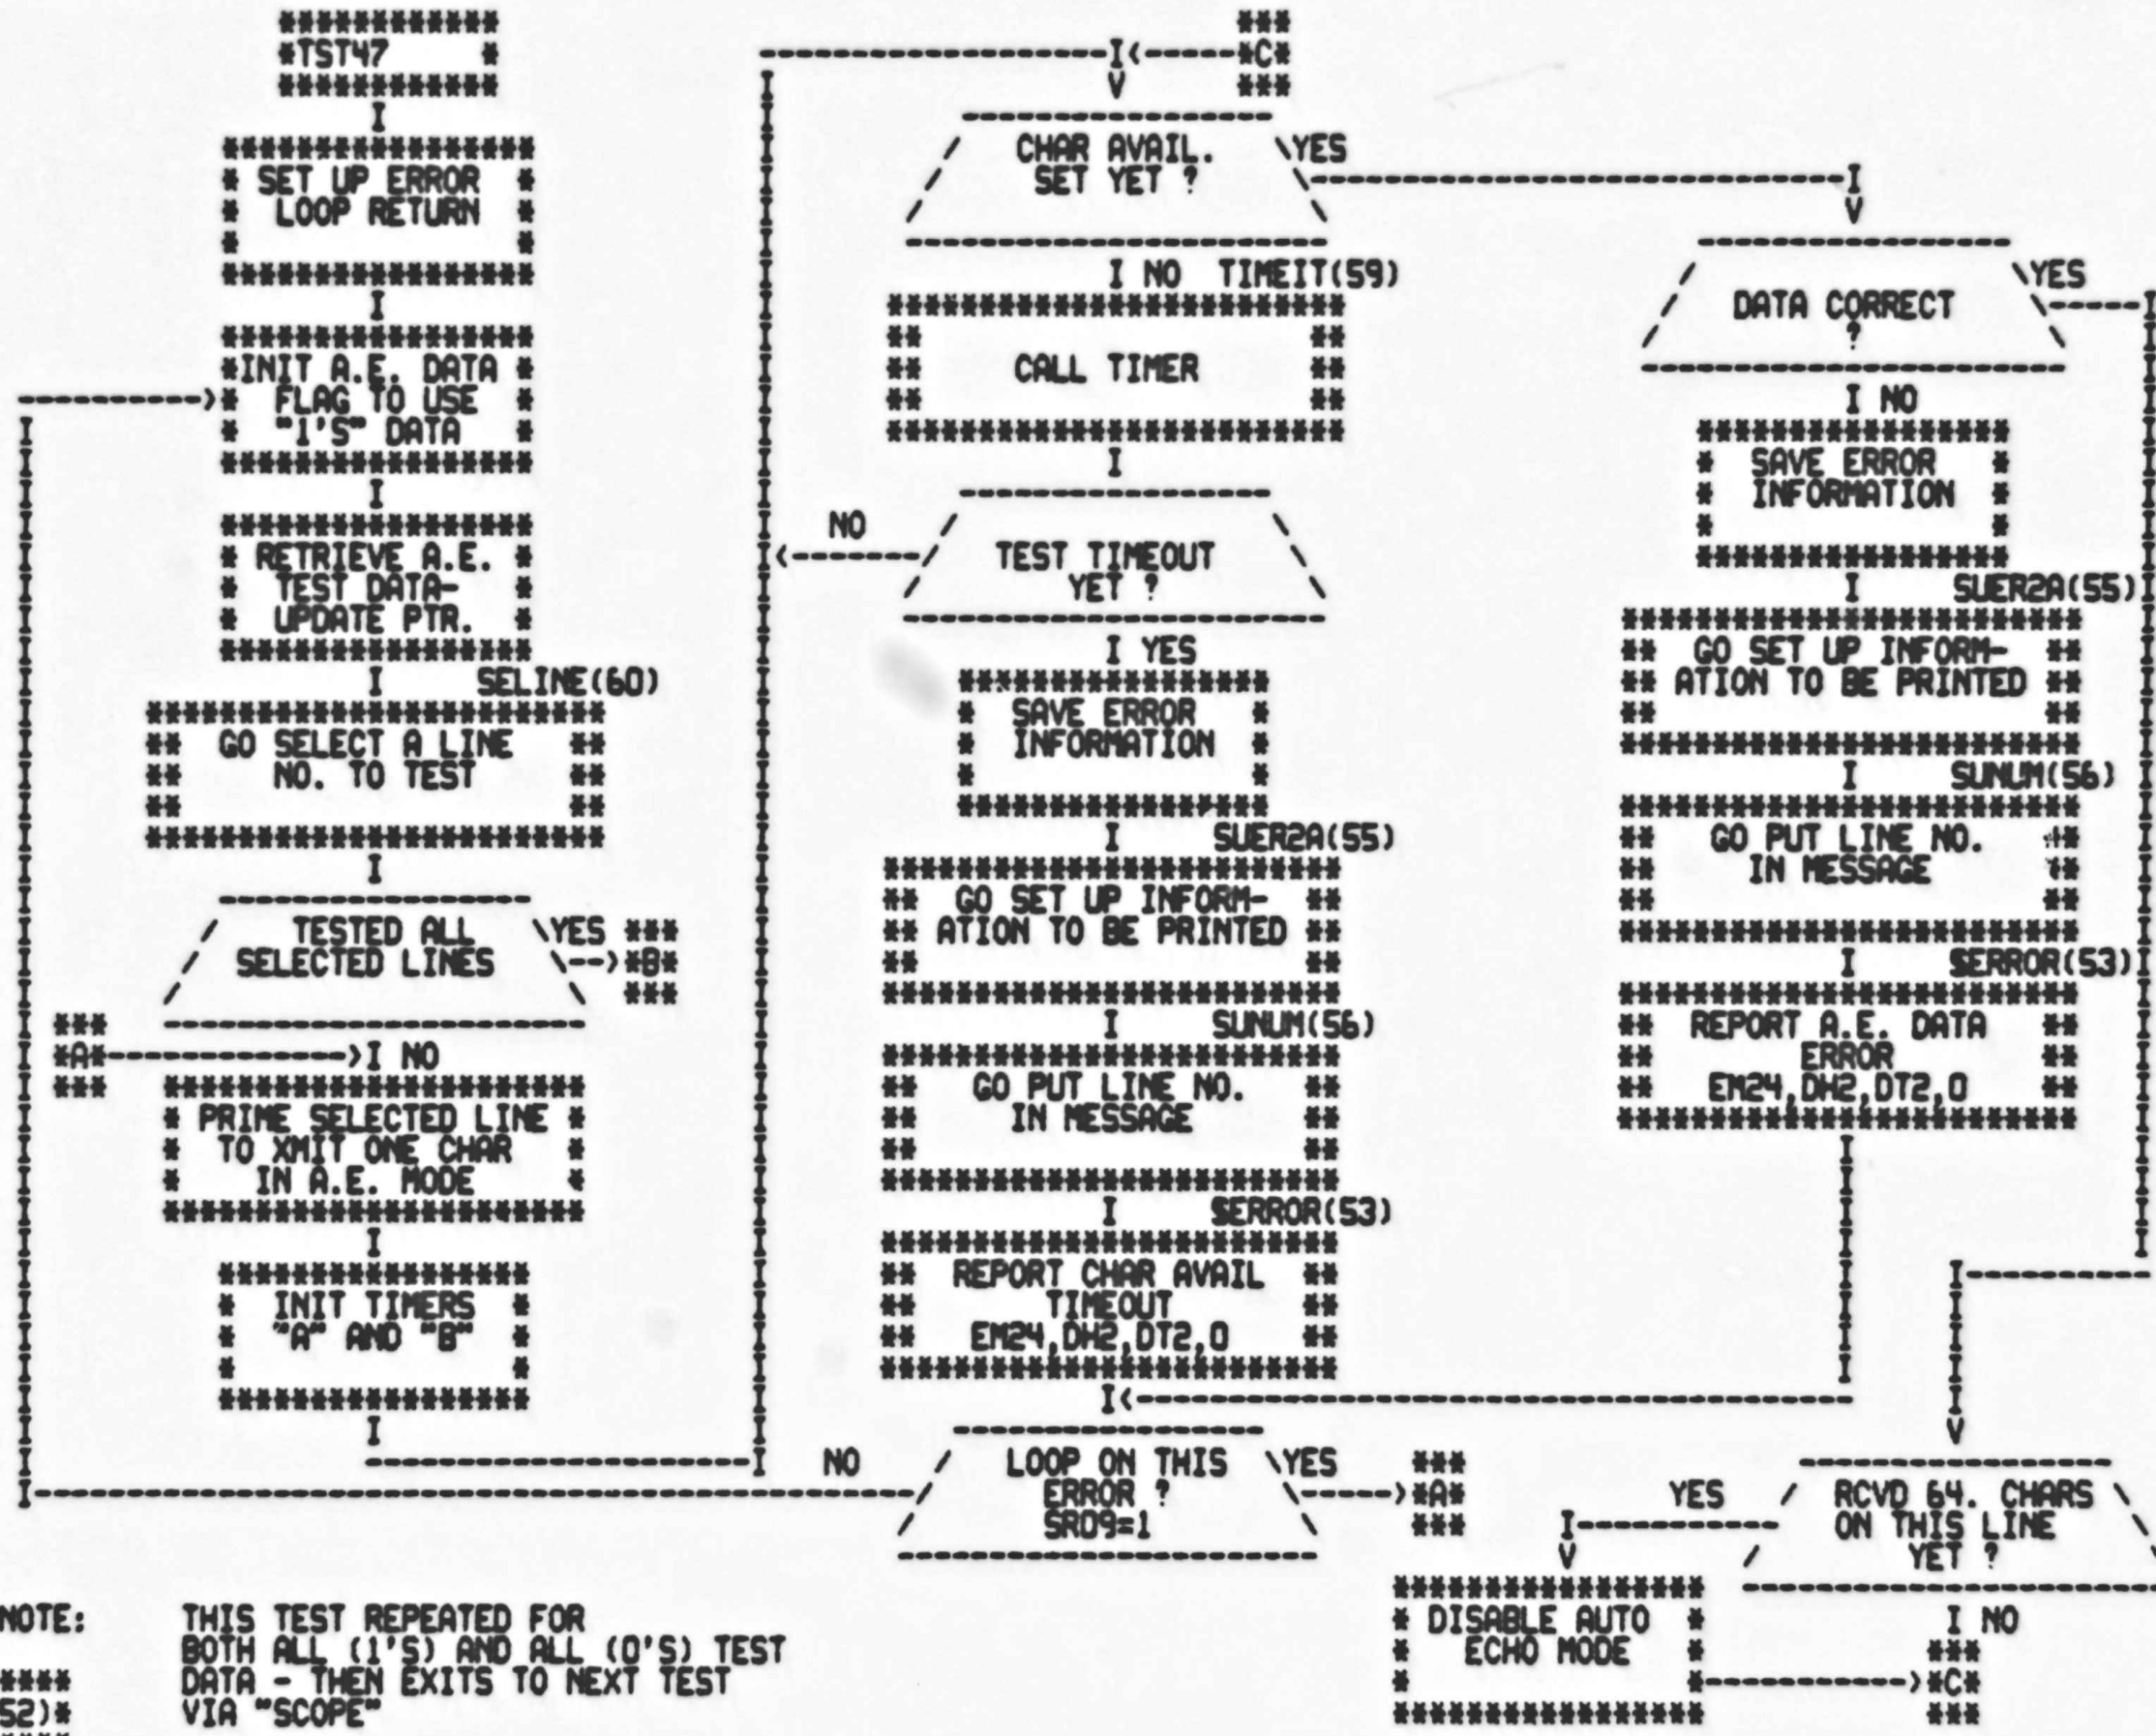 TST47
SET UP ERROR
LOOP RETURN
INIT A.E. DATA
FLAG TO USE
"1'S" DATA
RETRIEVE A.E.
TEST DATA-
UPDATE PTR.
SELINE(60)
GO SELECT A LINE
NO. TO TEST
TESTED ALL
SELECTED LINES
YES
B
A
NO
PRIME SELECTED LINE
TO XMIT ONE CHAR
IN A.E. MODE
INIT TIMERS
"A" AND "B"
C
CHAR AVAIL.
SET YET ?
YES
NO TIMEIT(59)
CALL TIMER
NO
TEST TIMEOUT
YET ?
YES
SAVE ERROR
INFORMATION
SUER2A(55)
GO SET UP INFORM-
ATION TO BE PRINTED
SUNUM(56)
GO PUT LINE NO.
IN MESSAGE
SERROR(53)
REPORT CHAR AVAIL
TIMEOUT
EM24,DH2,DT2,0
NO
LOOP ON THIS
ERROR ?
SR09=1
YES
A
DATA CORRECT
?
YES
NO
SAVE ERROR
INFORMATION
SUER2A(55)
GO SET UP INFORM-
ATION TO BE PRINTED
SUNUM(56)
GO PUT LINE NO.
IN MESSAGE
SERROR(53)
REPORT A.E. DATA
ERROR
EM24,DH2,DT2,0
YES
RCVD 64. CHARS
ON THIS LINE
YET ?
NO
DISABLE AUTO
ECHO MODE
C
NOTE:
THIS TEST REPEATED FOR
BOTH ALL (1'S) AND ALL (0'S) TEST
DATA - THEN EXITS TO NEXT TEST
VIA "SCOPE"
52)*